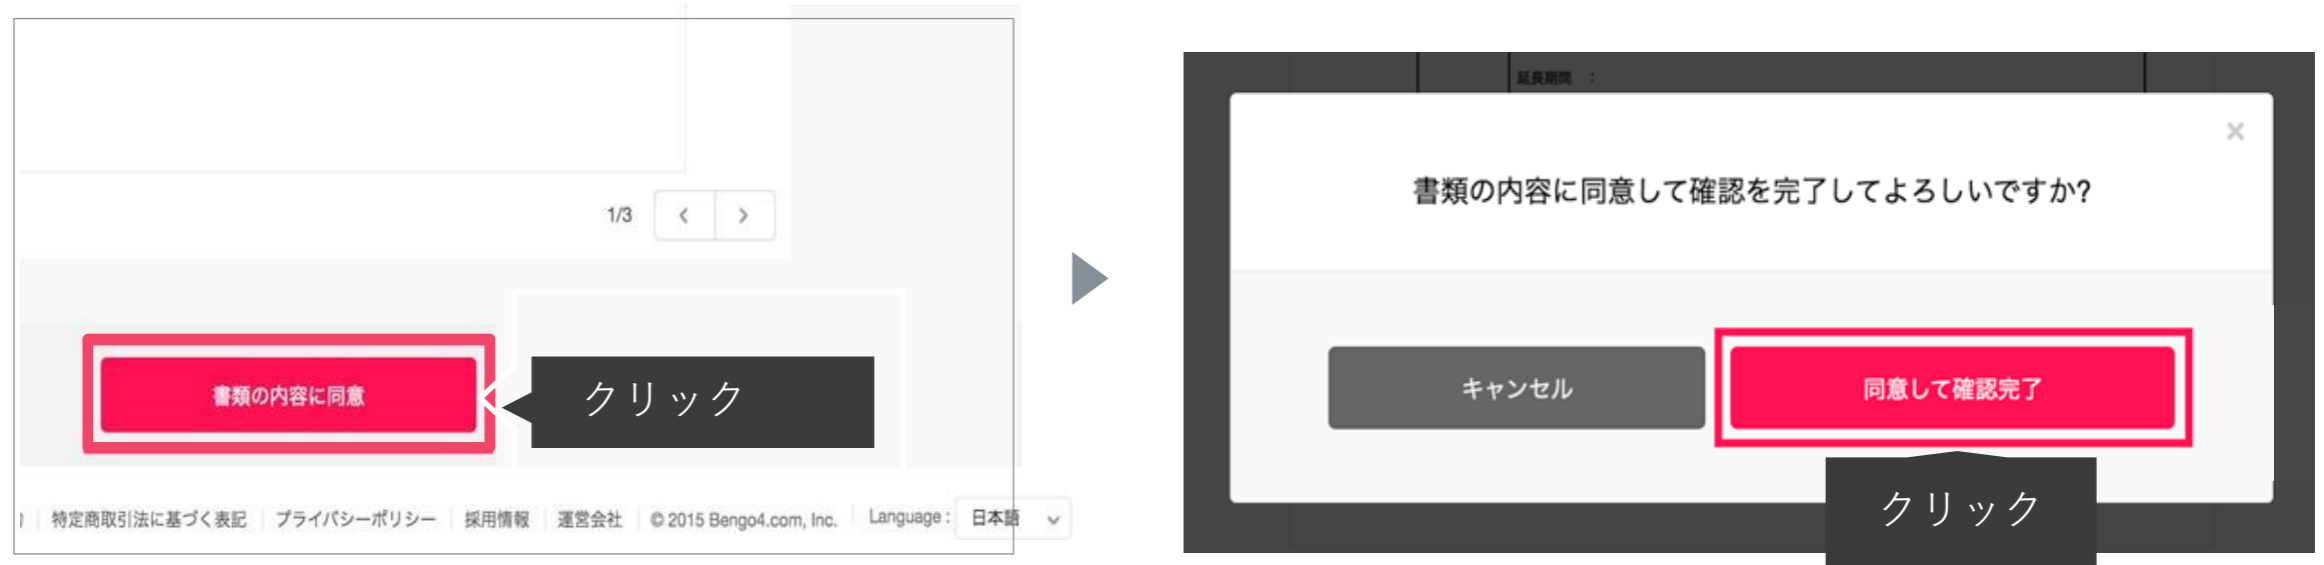 1/3
書類の内容に同意
クリック
特定商取引法に基づく表記 プライバシーポリシー 採用情報 運営会社 © 2015 Bengo4.com, Inc. Language : 日本語
延長期間 :
書類の内容に同意して確認を完了してよろしいですか?
キャンセル
同意して確認完了
クリック